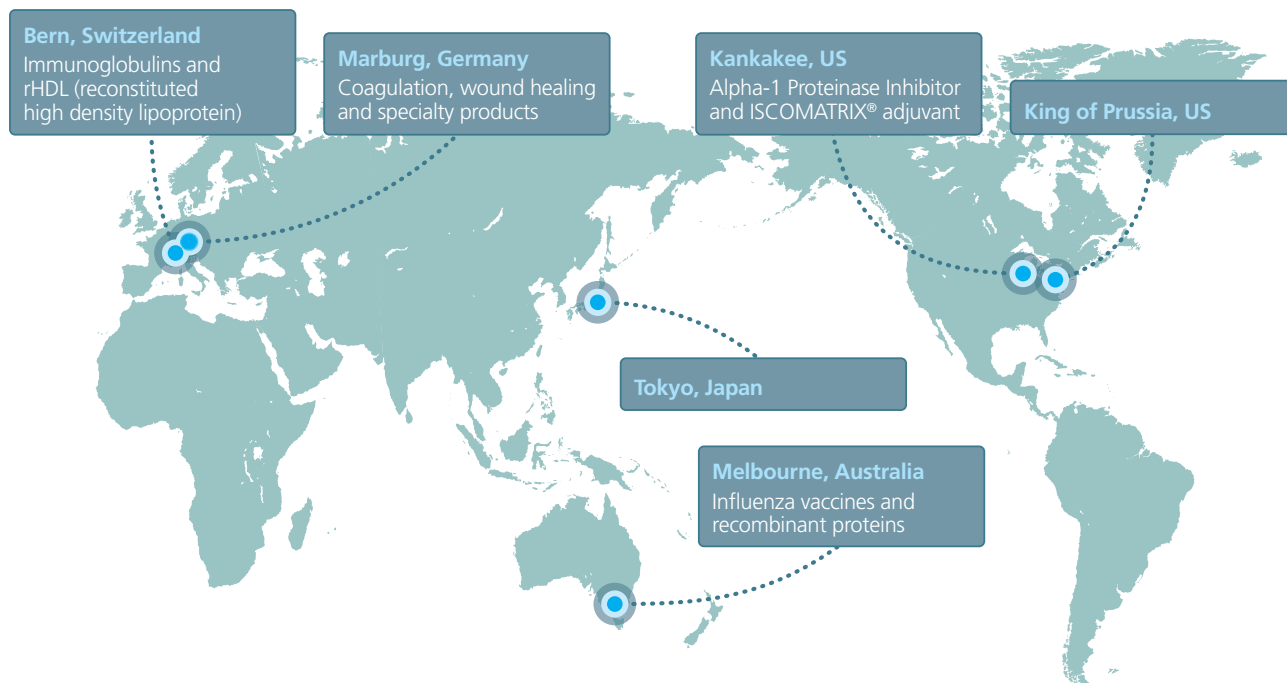 Bern, Switzerland
Immunoglobulins and
rHDL (reconstituted
high density lipoprotein)
Marburg, Germany
Coagulation, wound healing
and specialty products
Kankakee, US
Alpha-1 Proteinase Inhibitor
and ISCOMATRIX® adjuvant
King of Prussia, US
Tokyo, Japan
Melbourne, Australia
Influenza vaccines and
recombinant proteins